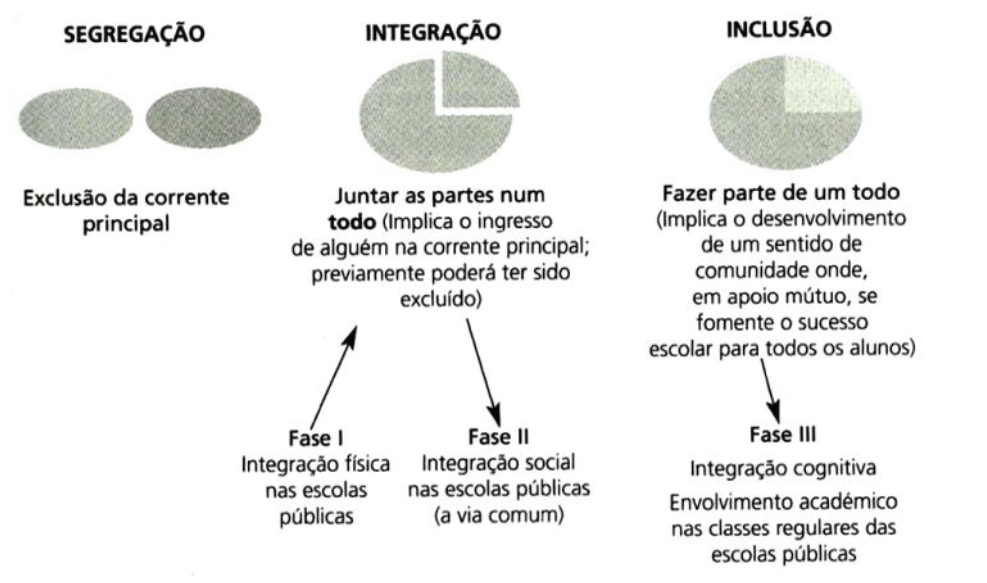 SEGREGAÇÃO
Exclusão da corrente
principal
INTEGRAÇÃO
Juntar as partes num
todo (Implica o ingresso
de alguém na corrente principal;
previamente poderá ter sido
excluído)
Fase I
Integração física
nas escolas
públicas
Fase II
Integração social
nas escolas públicas
(a via comum)
INCLUSÃO
Fazer parte de um todo
(Implica o desenvolvimento
de um sentido de
comunidade onde,
em apoio mútuo, se
fomente o sucesso
escolar para todos os alunos)
Fase III
Integração cognitiva
Envolvimento académico
nas classes regulares das
escolas públicas